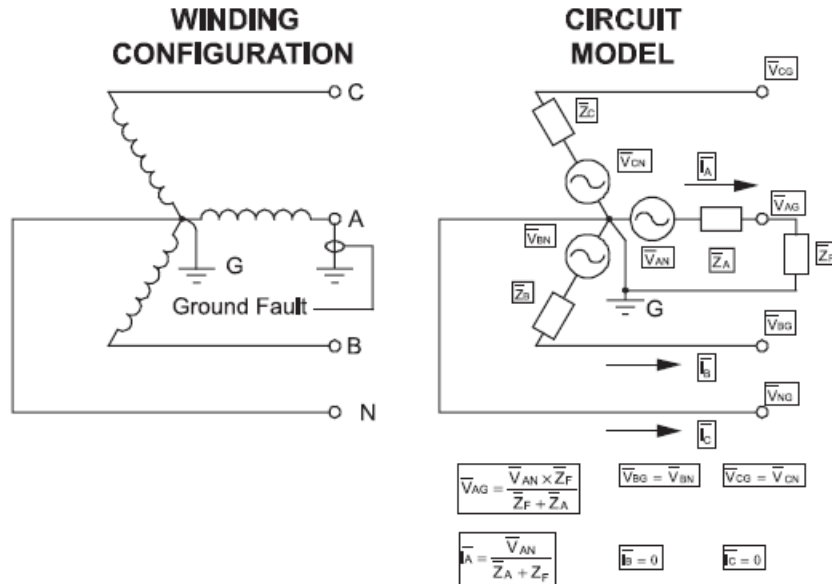 WINDING
CONFIGURATION
C
A
G
Ground Fault
B
N
CIRCUIT
MODEL
V̅CG
Z̅C
V̅CN
I̅A
V̅AG
V̅BN
V̅AN
Z̅A
Z̅F
Z̅B
G
V̅BG
I̅B
V̅NG
I̅C
V̅AG = V̅AN × Z̅F / Z̅F + Z̅A
V̅BG = V̅BN
V̅CG = V̅CN
I̅A = V̅AN / Z̅A + ZF
I̅B = 0
I̅C = 0